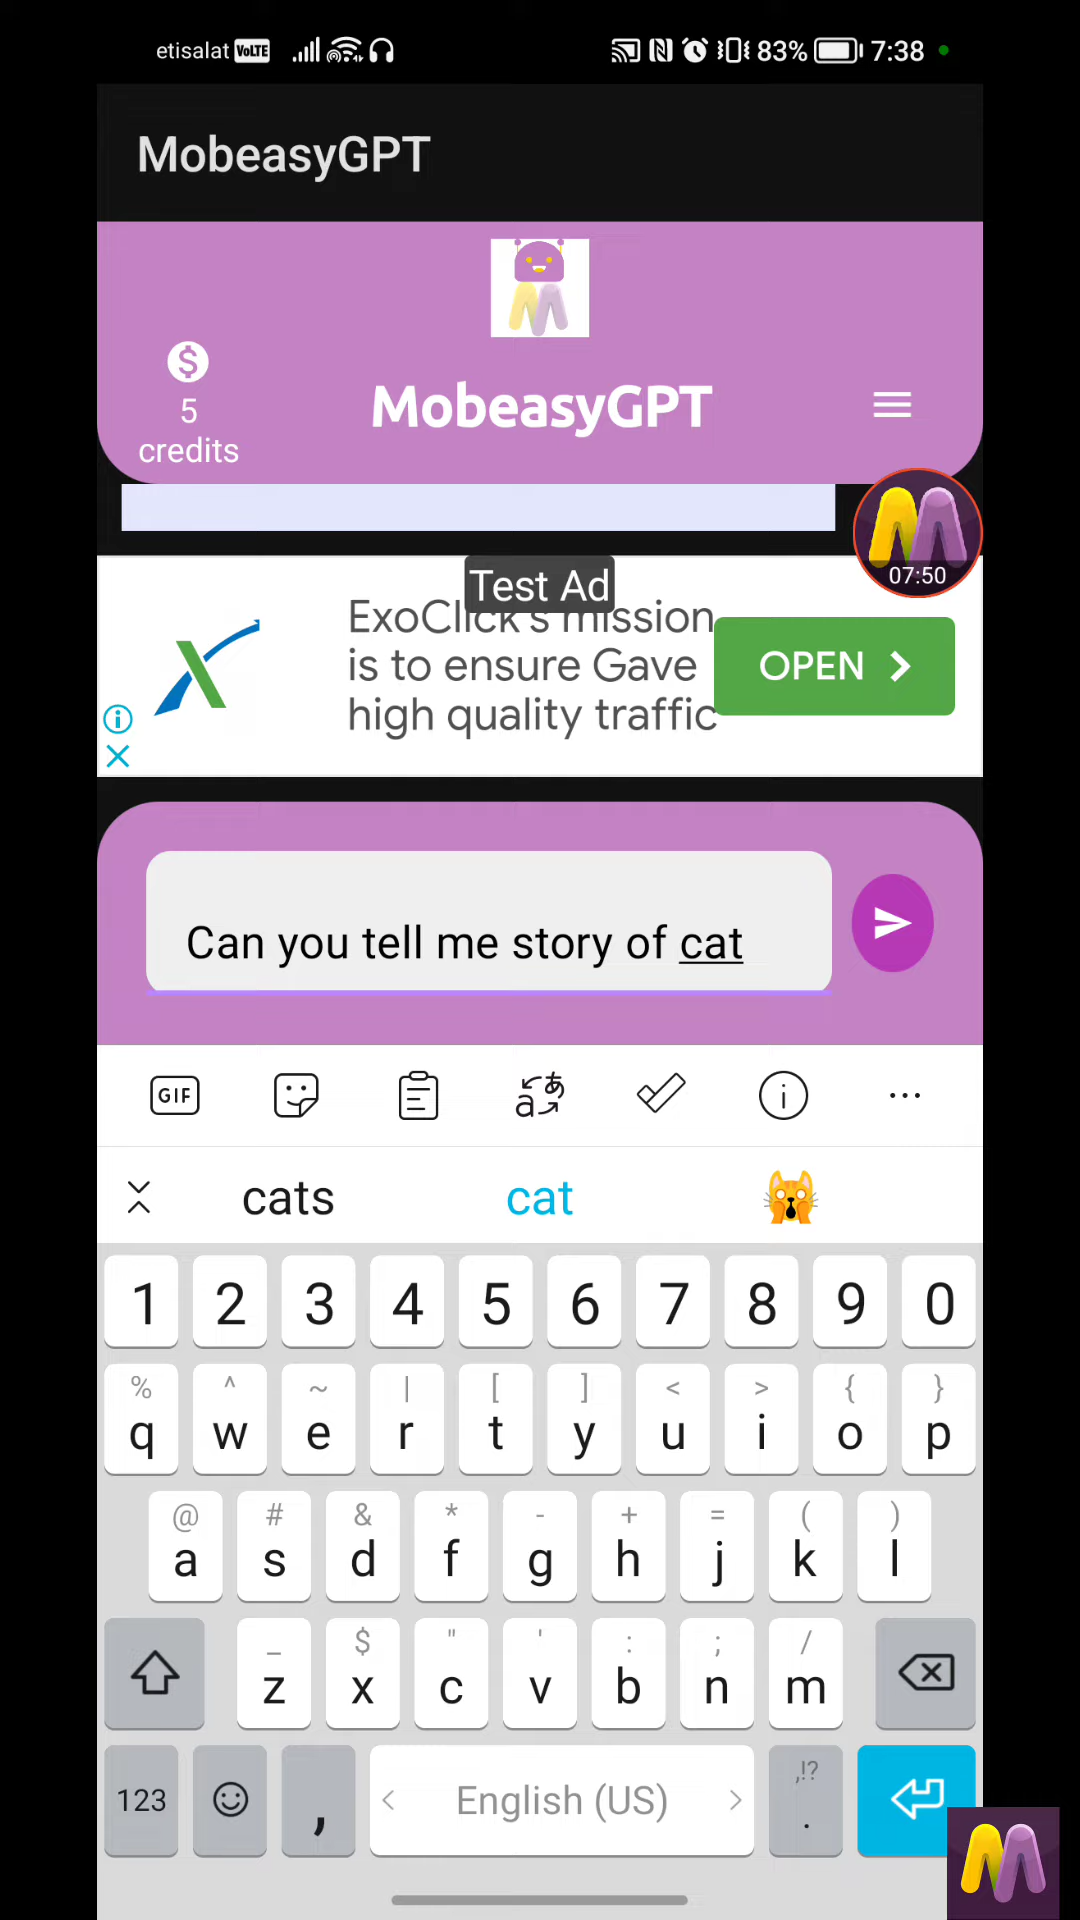 etisalat VoLTE 83% 7:38
MobeasyGPT
5
credits
MobeasyGPT
07:50
Test Ad
ExoClick's mission
is to ensure Gave
high quality traffic
OPEN
Can you tell me story of cat
GIF
cats cat
1 2 3 4 5 6 7 8 9 0
% ^ ~ | [ ] < > { }
q w e r t y u i o p
@ # & * - + = ( )
a s d f g h j k l
_ $ " ' : ; /
z x c v b n m
123 , < English (US) > ,!? .